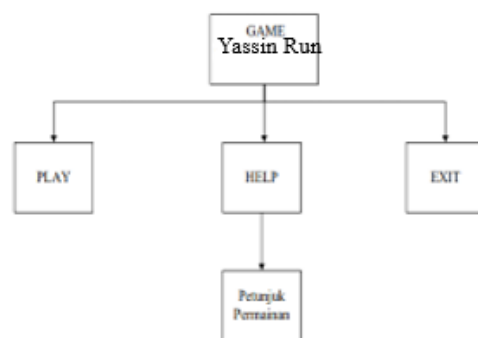 GAME
Yassin Run
PLAY
HELP
EXIT
Petunjuk
Permainan